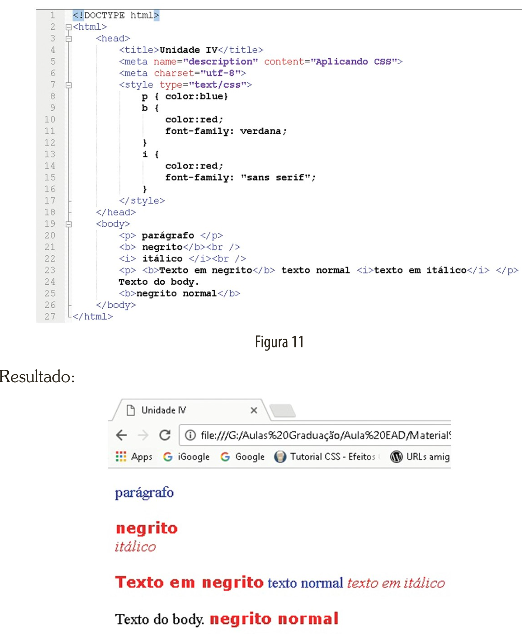 1 <!DOCTYPE html>
2 <html>
3 <head>
4 <title>Unidade IV</title>
5 <meta name="description" content="Aplicando CSS">
6 <meta charset="utf-8">
7 <style type="text/css">
8 p { color:blue}
9 b {
10 color:red;
11 font-family: verdana;
12 }
13 i {
14 color:red;
15 font-family: "sans serif";
16 }
17 </style>
18 </head>
19 <body>
20 <p> parágrafo </p>
21 <b> negrito</b><br />
22 <i> itálico </i><br />
23 <p> <b>Texto em negrito</b> texto normal <i>texto em itálico</i> </p>
24 Texto do body.
25 <b>negrito normal</b>
26 </body>
27 </html>
Figura 11
Resultado:
Unidade IV ×
file:///G:/Aulas%20Graduação/Aula%20EAD/Material%
Apps iGoogle Google Tutorial CSS - Efeitos URLs amig
parágrafo
negrito
itálico
Texto em negrito texto normal texto em itálico
Texto do body. negrito normal